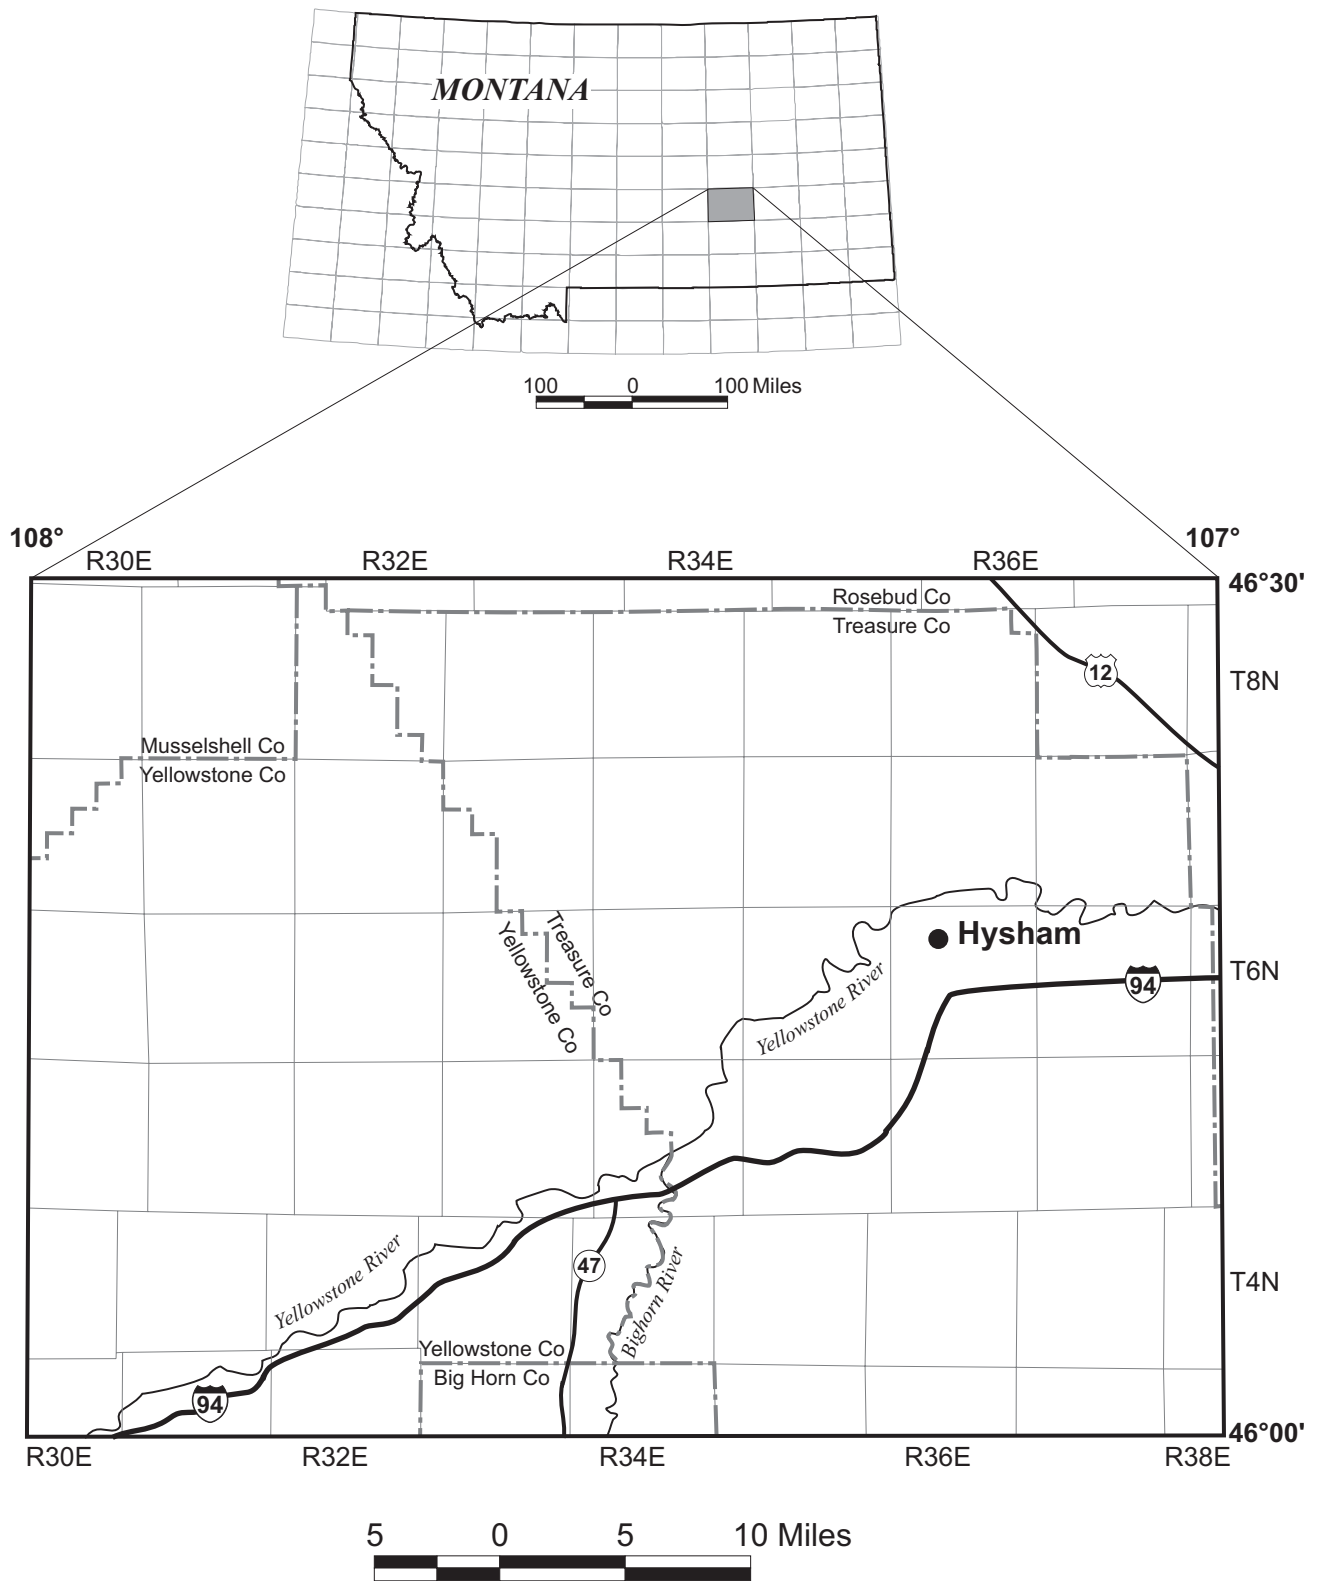 MONTANA
100 0 100 Miles
108° 107°
R30E R32E R34E R36E
46°30'
Rosebud Co
Treasure Co
12
T8N
Musselshell Co
Yellowstone Co
Treasure Co
Yellowstone Co
Hysham
T6N
94
Yellowstone River
47
Yellowstone River
Bighorn River
T4N
Yellowstone Co
Big Horn Co
94
46°00'
R30E R32E R34E R36E R38E
5 0 5 10 Miles